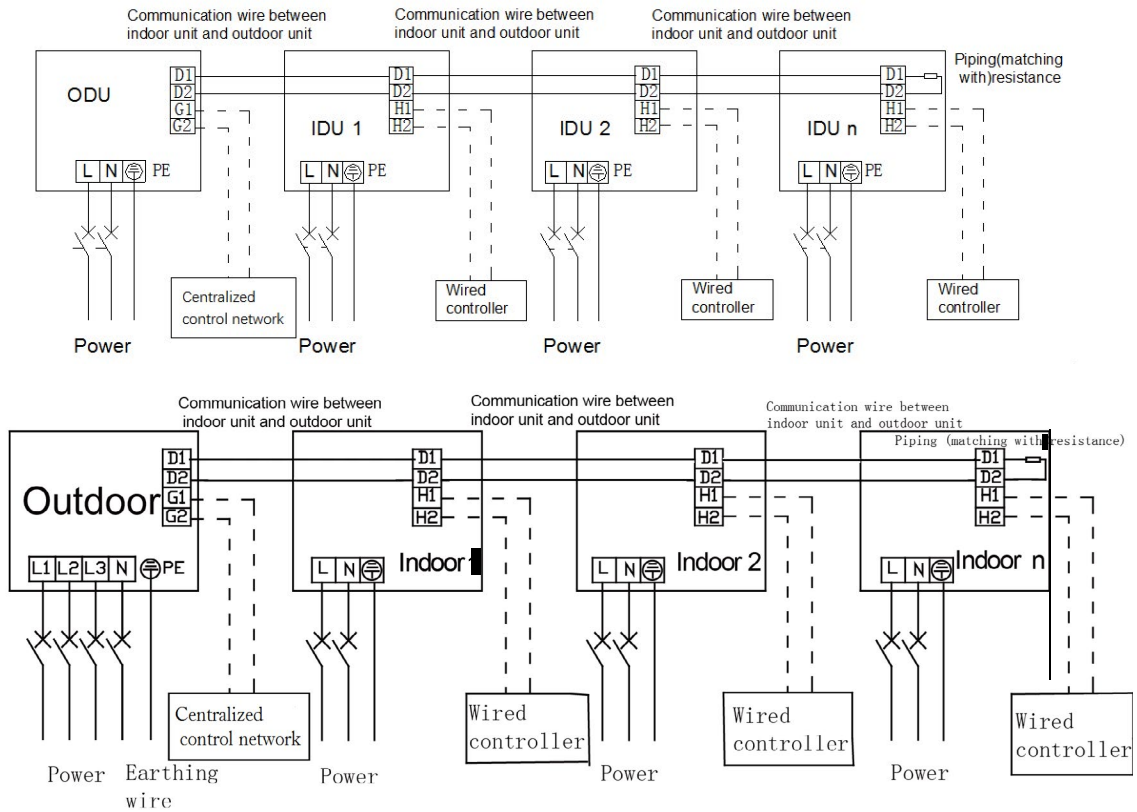 Communication wire between
indoor unit and outdoor unit
Communication wire between
indoor unit and outdoor unit
Communication wire between
indoor unit and outdoor unit
Piping(matching
with)resistance
ODU
D1
D2
G1
G2
L N PE
IDU 1
D1
D2
H1
H2
L N PE
IDU 2
D1
D2
H1
H2
L N PE
IDU n
D1
D2
H1
H2
L N
Centralized
control network
Wired
controller
Wired
controller
Wired
controller
Power
Power
Power
Power
Communication wire between
indoor unit and outdoor unit
Communication wire between
indoor unit and outdoor unit
Communication wire between
indoor unit and outdoor unit
Piping (matching with resistance)
Outdoor
D1
D2
G1
G2
L1 L2 L3 N PE
Indoor 1
D1
D2
H1
H2
L N
Indoor 2
D1
D2
H1
H2
L N
Indoor n
D1
D2
H1
H2
L N
Centralized
control network
Wired
controller
Wired
controller
Wired
controller
Power
Earthing
wire
Power
Power
Power